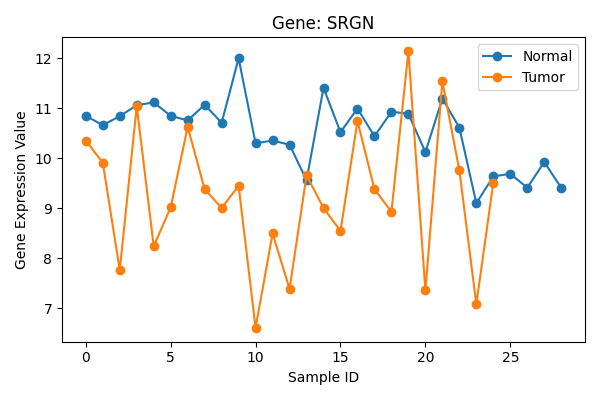 Gene: SRGN
Normal
Tumor
Gene Expression Value
12
11
10
9
8
7
0 5 10 15 20 25
Sample ID